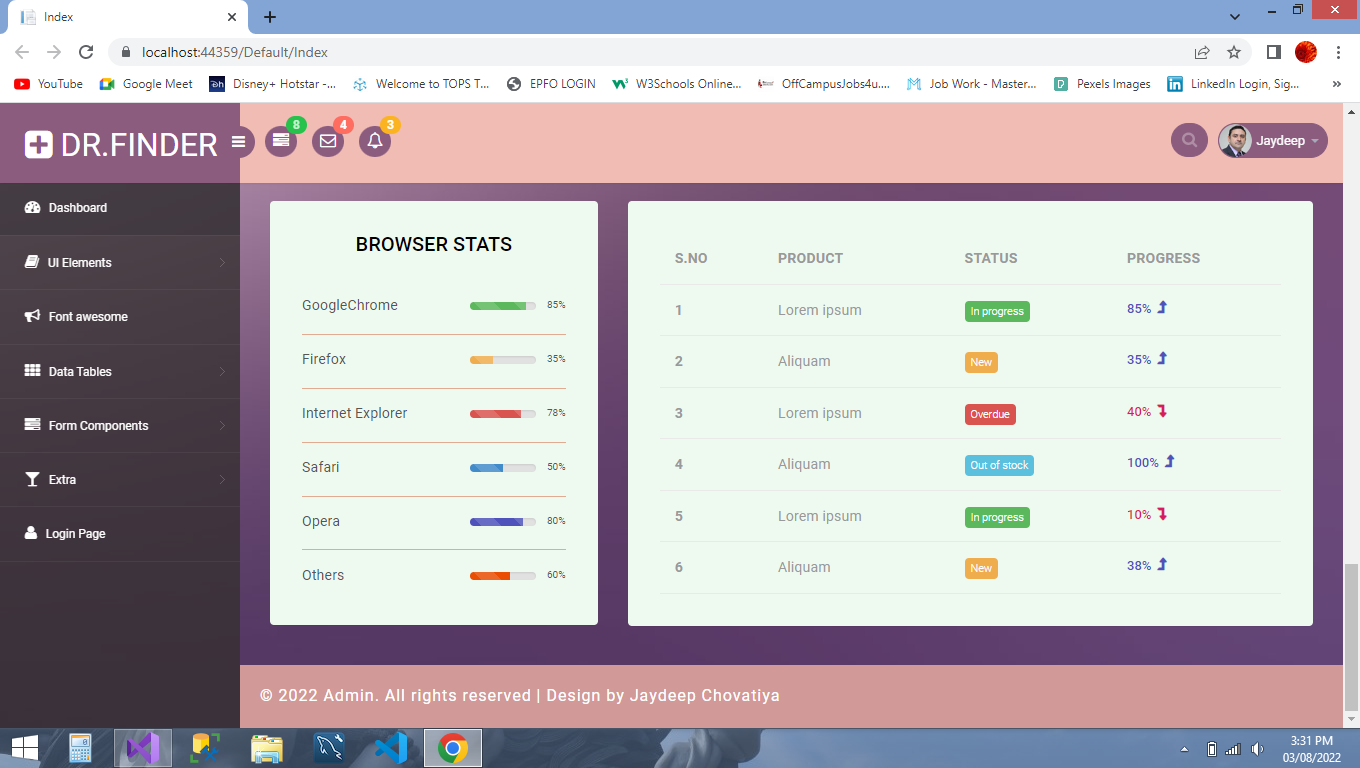 Index
localhost:44359/Default/Index
YouTube
Google Meet
Disney+ Hotstar -...
Welcome to TOPS T...
EPFO LOGIN
W3Schools Online...
OffCampusJobs4u....
Job Work - Master...
Pexels Images
LinkedIn Login, Sig...
DR.FINDER
8
4
3
Jaydeep
Dashboard
UI Elements
Font awesome
Data Tables
Form Components
Extra
Login Page
BROWSER STATS
GoogleChrome 85%
Firefox 35%
Internet Explorer 78%
Safari 50%
Opera 80%
Others 60%
S.NO PRODUCT STATUS PROGRESS
1 Lorem ipsum In progress 85%
2 Aliquam New 35%
3 Lorem ipsum Overdue 40%
4 Aliquam Out of stock 100%
5 Lorem ipsum In progress 10%
6 Aliquam New 38%
© 2022 Admin. All rights reserved | Design by Jaydeep Chovatiya
3:31 PM
03/08/2022